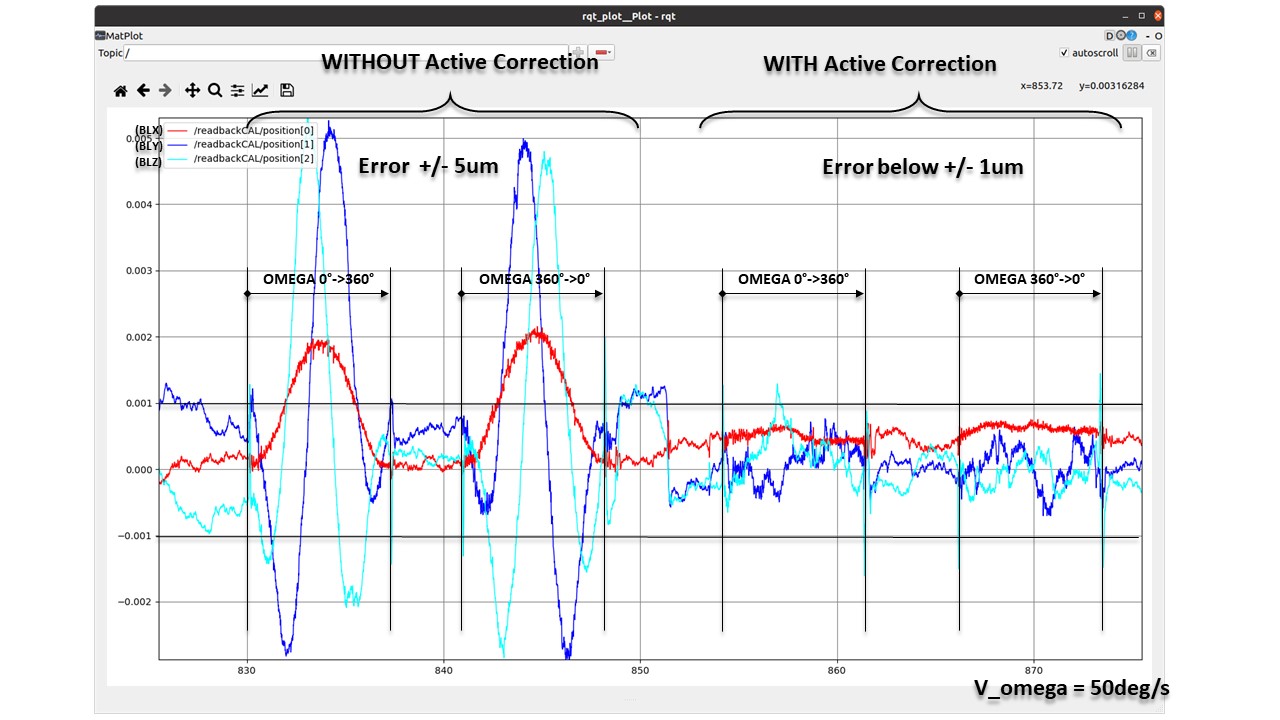 rqt_plot__Plot - rqt
MatPlot
D
- O
Topic /
autoscroll
WITHOUT Active Correction
WITH Active Correction
x=853.72 y=0.00316284
(BLX) /readbackCAL/position[0]
(BLY) /readbackCAL/position[1]
(BLZ) /readbackCAL/position[2]
Error +/- 5um
Error below +/- 1um
OMEGA 0°->360°
OMEGA 360°->0°
OMEGA 0°->360°
OMEGA 360°->0°
0.005
0.004
0.003
0.002
0.001
0.000
−0.001
−0.002
830 840 850 860 870
V_omega = 50deg/s